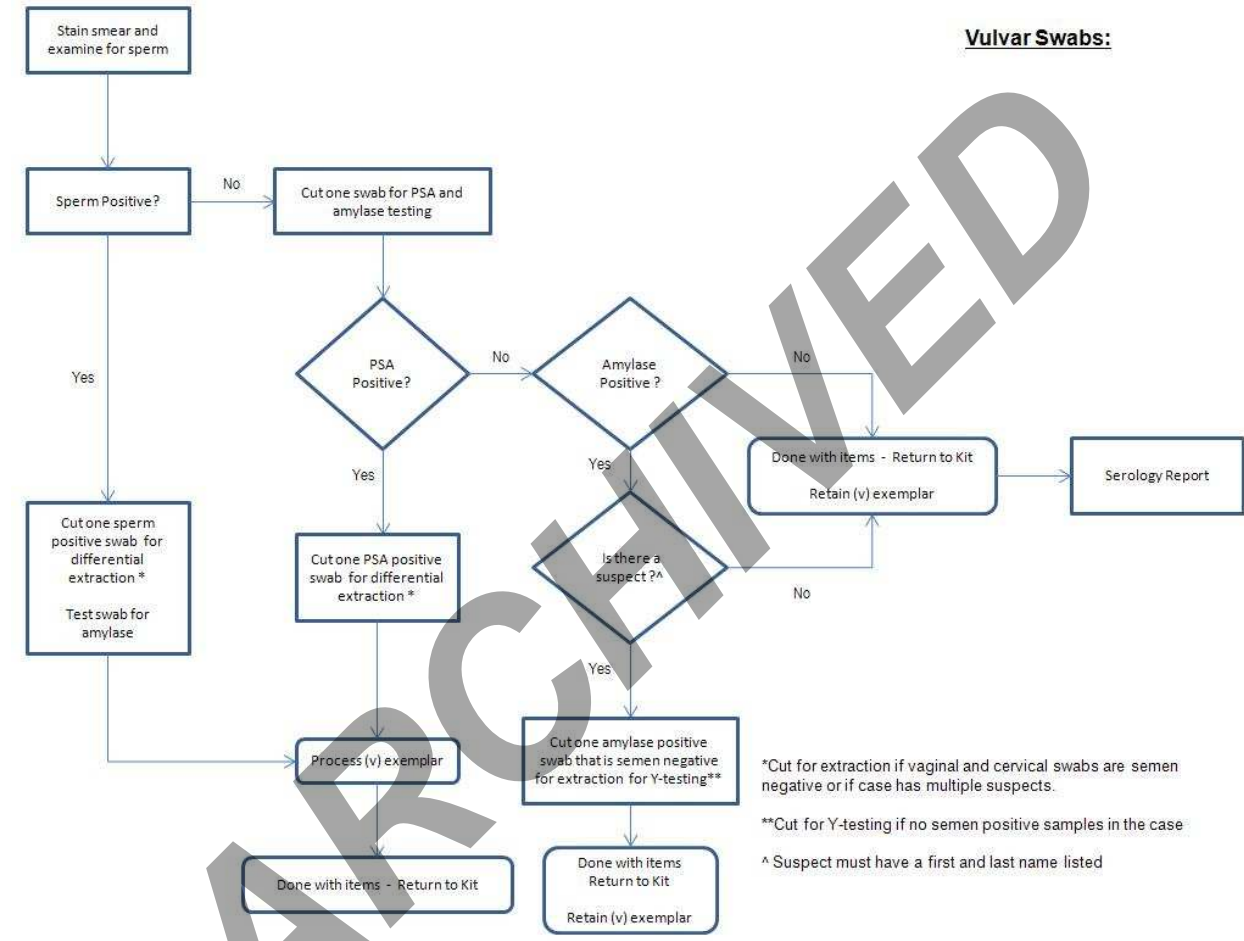 Vulvar Swabs:
Stain smear and
examine for sperm
Sperm Positive?
No
Cut one swab for PSA and
amylase testing
Yes
PSA
Positive?
No
Amylase
Positive ?
No
Yes
Yes
Done with items - Return to Kit
Retain (v) exemplar
Serology Report
Cut one sperm
positive swab for
differential
extraction *
Test swab for
amylase
Cut one PSA positive
swab for differential
extraction *
Is there a
suspect ?^
No
Yes
Process (v) exemplar
Cut one amylase positive
swab that is semen negative
for extraction for Y-testing**
*Cut for extraction if vaginal and cervical swabs are semen
negative or if case has multiple suspects.
**Cut for Y-testing if no semen positive samples in the case
^ Suspect must have a first and last name listed
Done with items - Return to Kit
Done with items
Return to Kit
Retain (v) exemplar
ARCHIVED